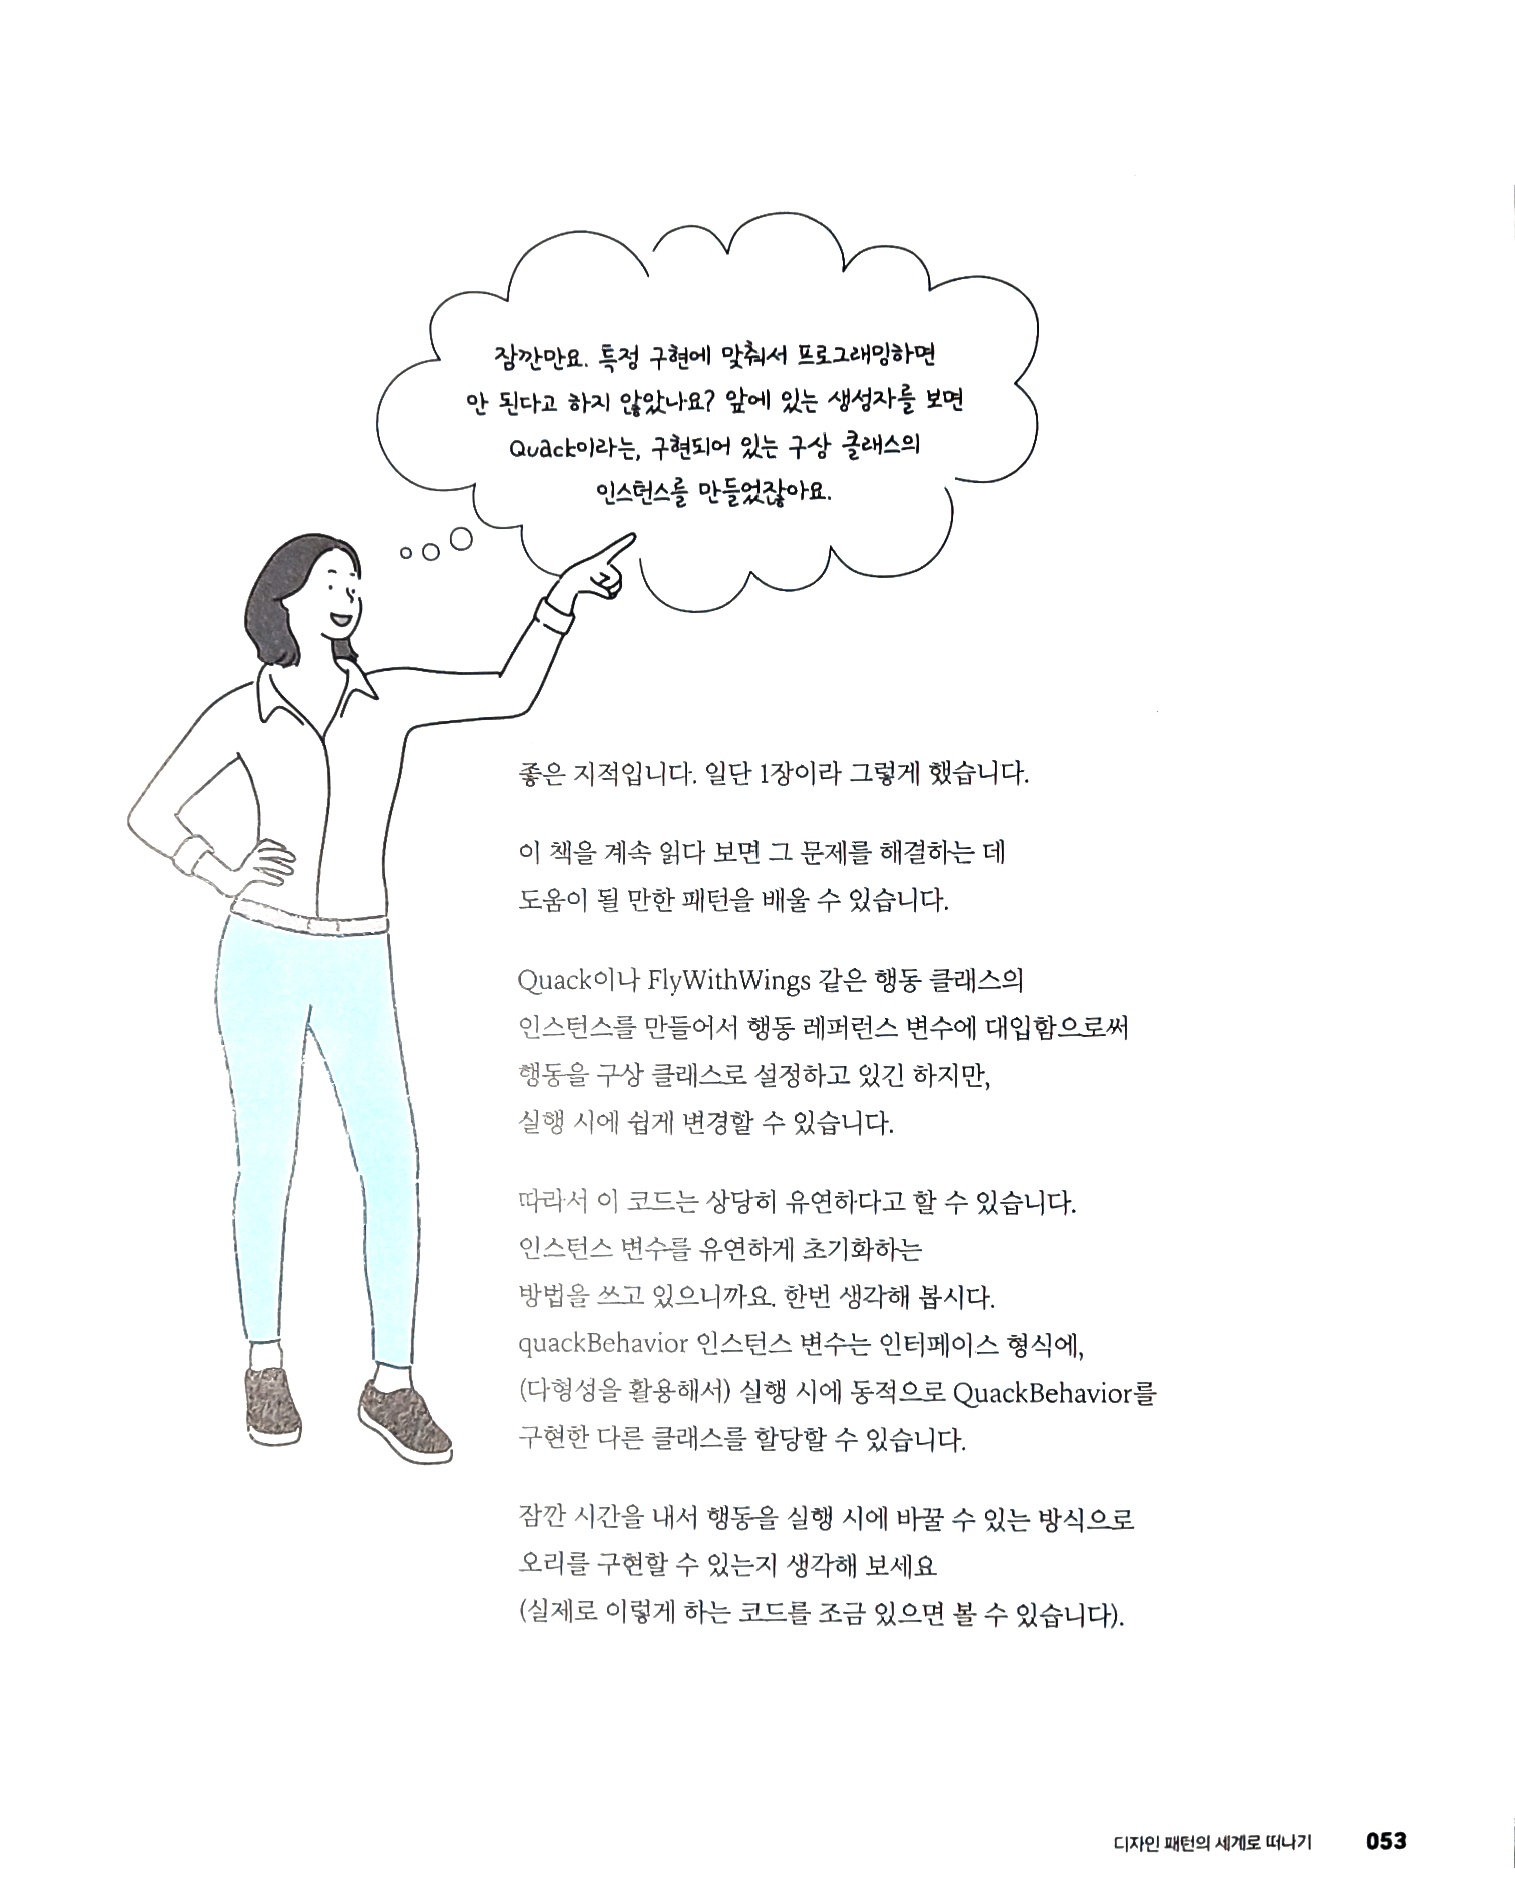 잠깐만요. 특정 구현에 맞춰서 프로그래밍하면
안 된다고 하지 않았나요? 앞에 있는 생성자를 보면
Quack이라는, 구현되어 있는 구상 클래스의
인스턴스를 만들었잖아요.
좋은 지적입니다. 일단 1장이라 그렇게 했습니다.
이 책을 계속 읽다 보면 그 문제를 해결하는 데
도움이 될 만한 패턴을 배울 수 있습니다.
Quack이나 FlyWithWings 같은 행동 클래스의
인스턴스를 만들어서 행동 레퍼런스 변수에 대입함으로써
행동을 구상 클래스로 설정하고 있긴 하지만,
실행 시에 쉽게 변경할 수 있습니다.
따라서 이 코드는 상당히 유연하다고 할 수 있습니다.
인스턴스 변수를 유연하게 초기화하는
방법을 쓰고 있으니까요. 한번 생각해 봅시다.
quackBehavior 인스턴스 변수는 인터페이스 형식에,
(다형성을 활용해서) 실행 시에 동적으로 QuackBehavior를
구현한 다른 클래스를 할당할 수 있습니다.
잠깐 시간을 내서 행동을 실행 시에 바꿀 수 있는 방식으로
오리를 구현할 수 있는지 생각해 보세요
(실제로 이렇게 하는 코드를 조금 있으면 볼 수 있습니다).
디자인 패턴의 세계로 떠나기 053